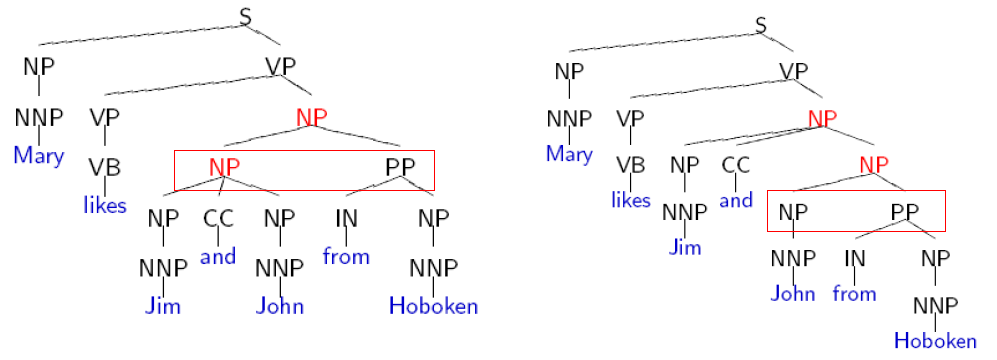 S
NP VP
NNP VP NP
Mary VB NP PP
likes NP CC NP IN NP
NNP and NNP from NNP
Jim John Hoboken
S
NP VP
NNP VP NP
Mary VB NP CC NP
likes NNP and NP PP
Jim NNP IN NP
John from NNP
Hoboken